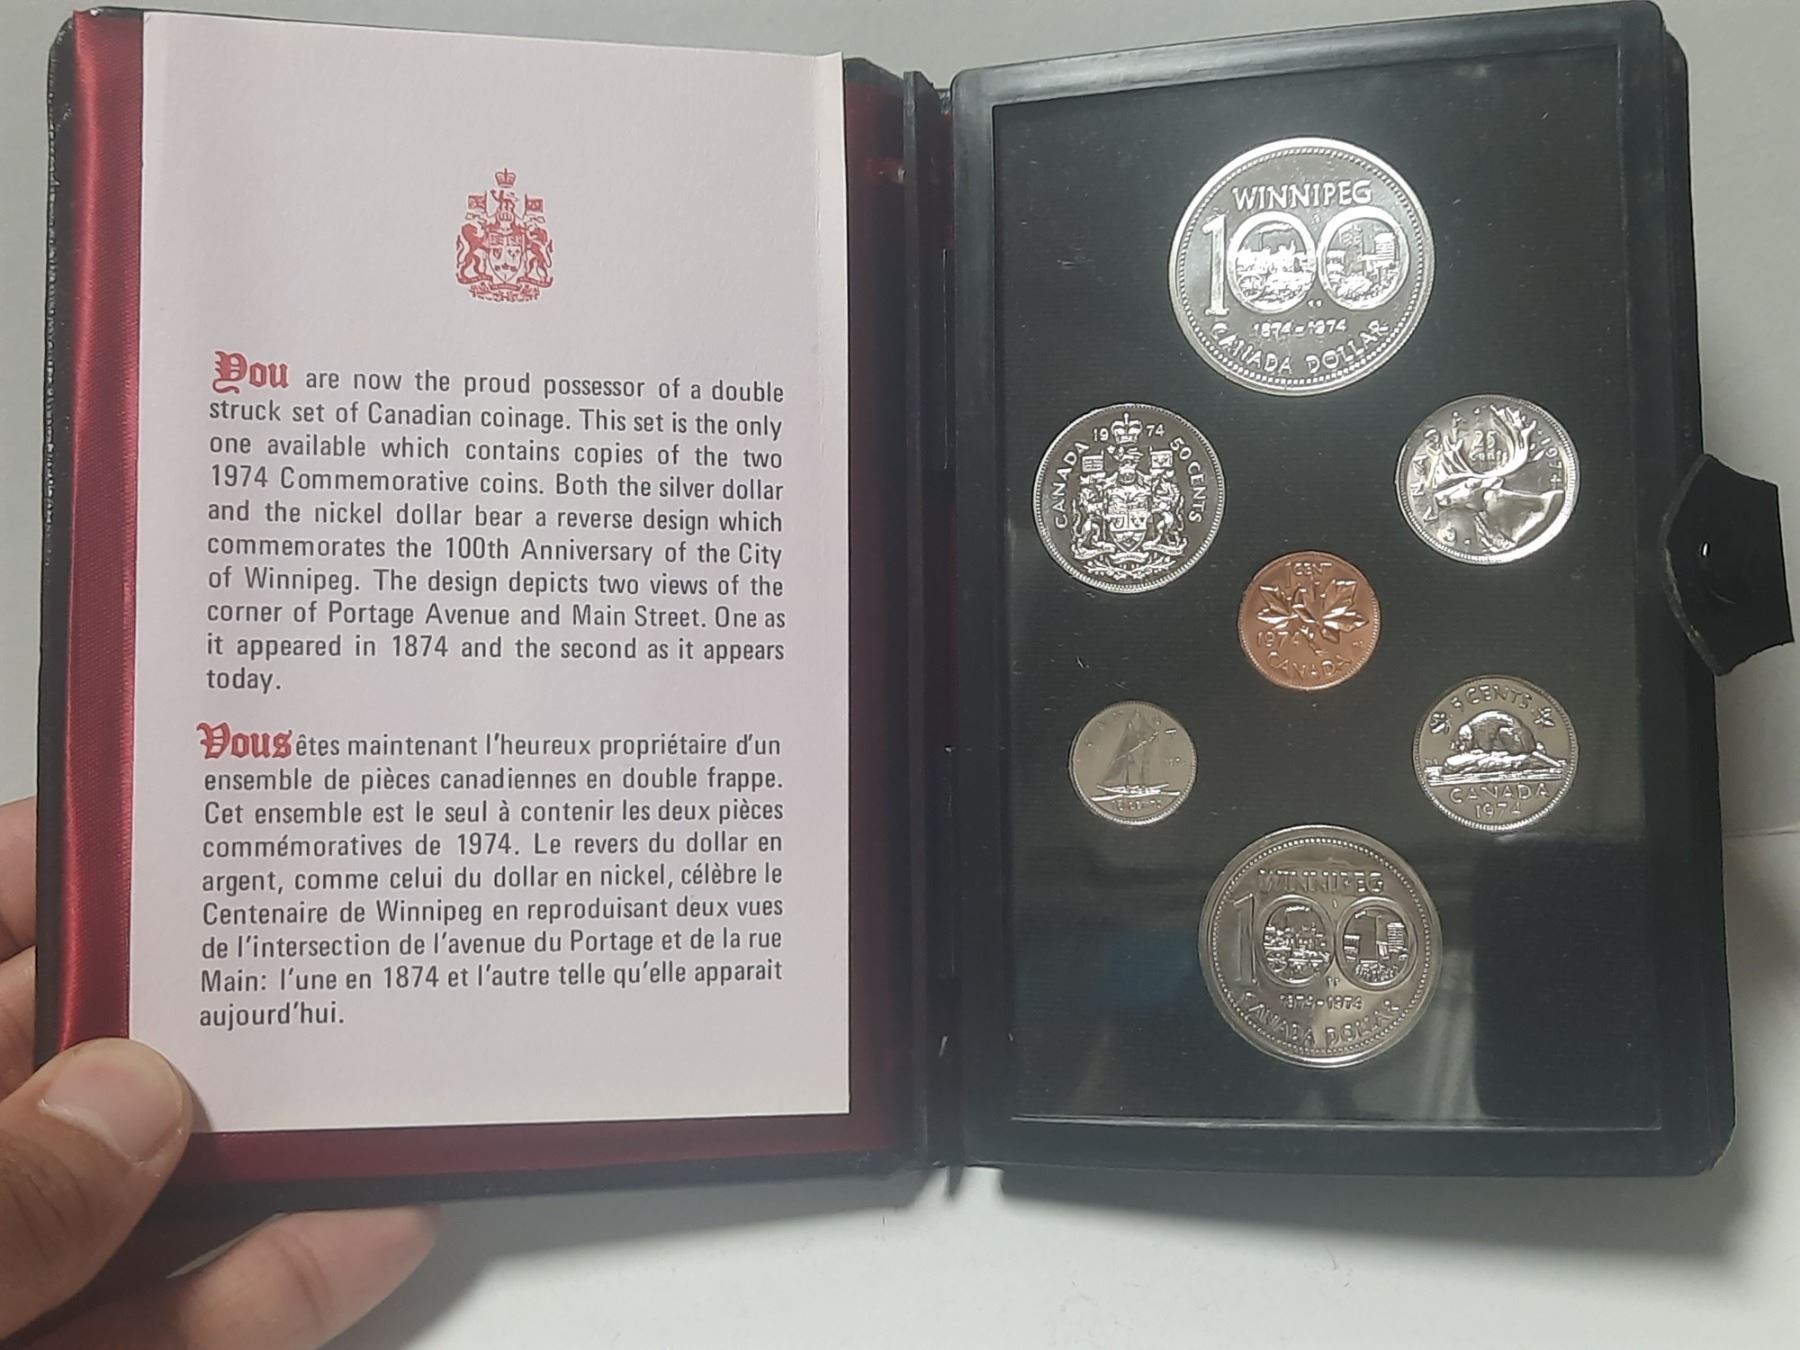 You are now the proud possessor of a double
struck set of Canadian coinage. This set is the only
one available which contains copies of the two
1974 Commemorative coins. Both the silver dollar
and the nickel dollar bear a reverse design which
commemorates the 100th Anniversary of the City
of Winnipeg. The design depicts two views of the
corner of Portage Avenue and Main Street. One as
it appeared in 1874 and the second as it appears
today.
Vous êtes maintenant l'heureux propriétaire d'un
ensemble de pièces canadiennes en double frappe.
Cet ensemble est le seul à contenir les deux pièces
commémoratives de 1974. Le revers du dollar en
argent, comme celui du dollar en nickel, célèbre le
Centenaire de Winnipeg en reproduisant deux vues
de l'intersection de l'avenue du Portage et de la rue
Main: l'une en 1874 et l'autre telle qu'elle apparait
aujourd'hui.
WINNIPEG
100
1874-1974
CANADA DOLLAR
1974
CANADA
50 CENTS
25
CENTS
1974
1 CENT
1974
CANADA
5 CENTS
CANADA
1974
WINNIPEG
100
1874-1974
CANADA DOLLAR